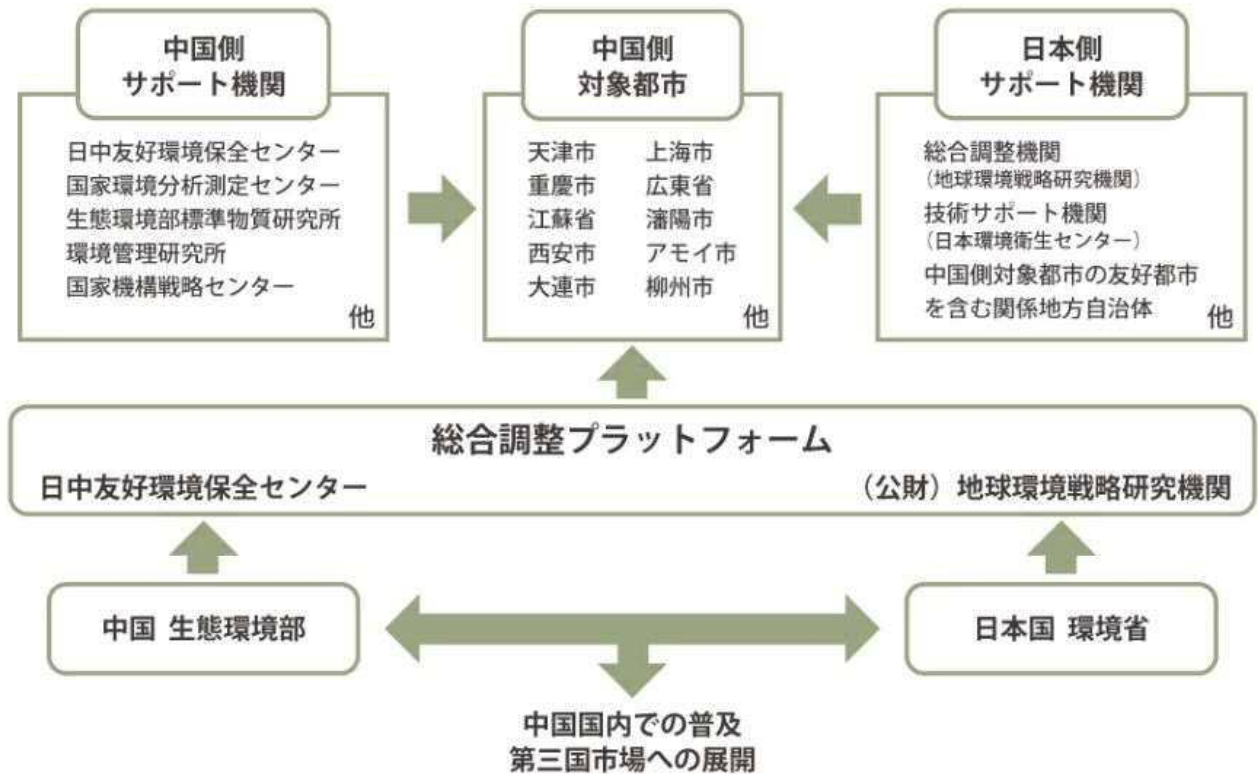 中国側
サポート機関
日中友好環境保全センター
国家環境分析測定センター
生態環境部標準物質研究所
環境管理研究所
国家機構戦略センター
他
中国側
対象都市
天津市 上海市
重慶市 広東省
江蘇省 瀋陽市
西安市 アモイ市
大連市 柳州市
他
日本側
サポート機関
総合調整機関
（地球環境戦略研究機関）
技術サポート機関
（日本環境衛生センター）
中国側対象都市の友好都市
を含む関係地方自治体
他
総合調整プラットフォーム
日中友好環境保全センター
（公財）地球環境戦略研究機関
中国 生態環境部
日本国 環境省
中国国内での普及
第三国市場への展開